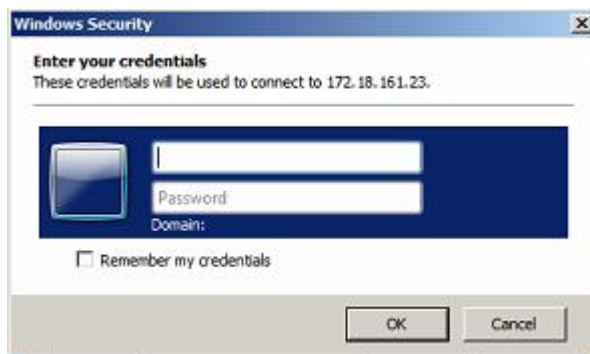 Windows Security
Enter your credentials
These credentials will be used to connect to 172.18.161.23.
Password
Domain:
Remember my credentials
OK
Cancel